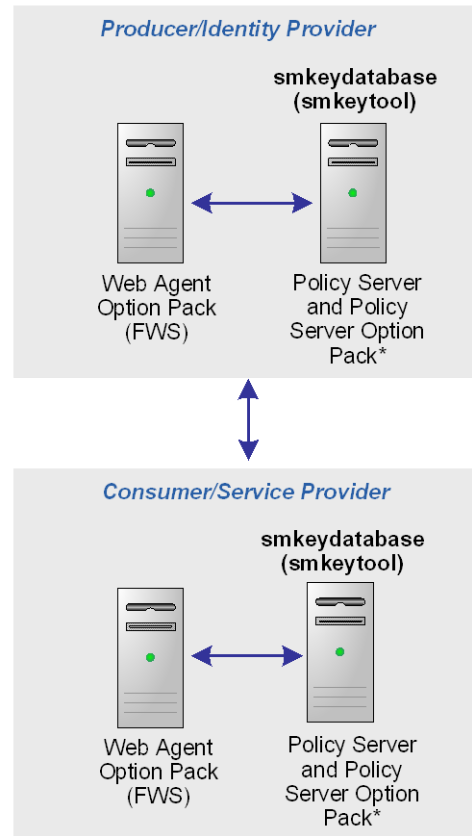 Producer/Identity Provider
smkeydatabase
(smkeytool)
Web Agent
Option Pack
(FWS)
Policy Server
and Policy
Server Option
Pack*
Consumer/Service Provider
smkeydatabase
(smkeytool)
Web Agent
Option Pack
(FWS)
Policy Server
and Policy
Server Option
Pack*